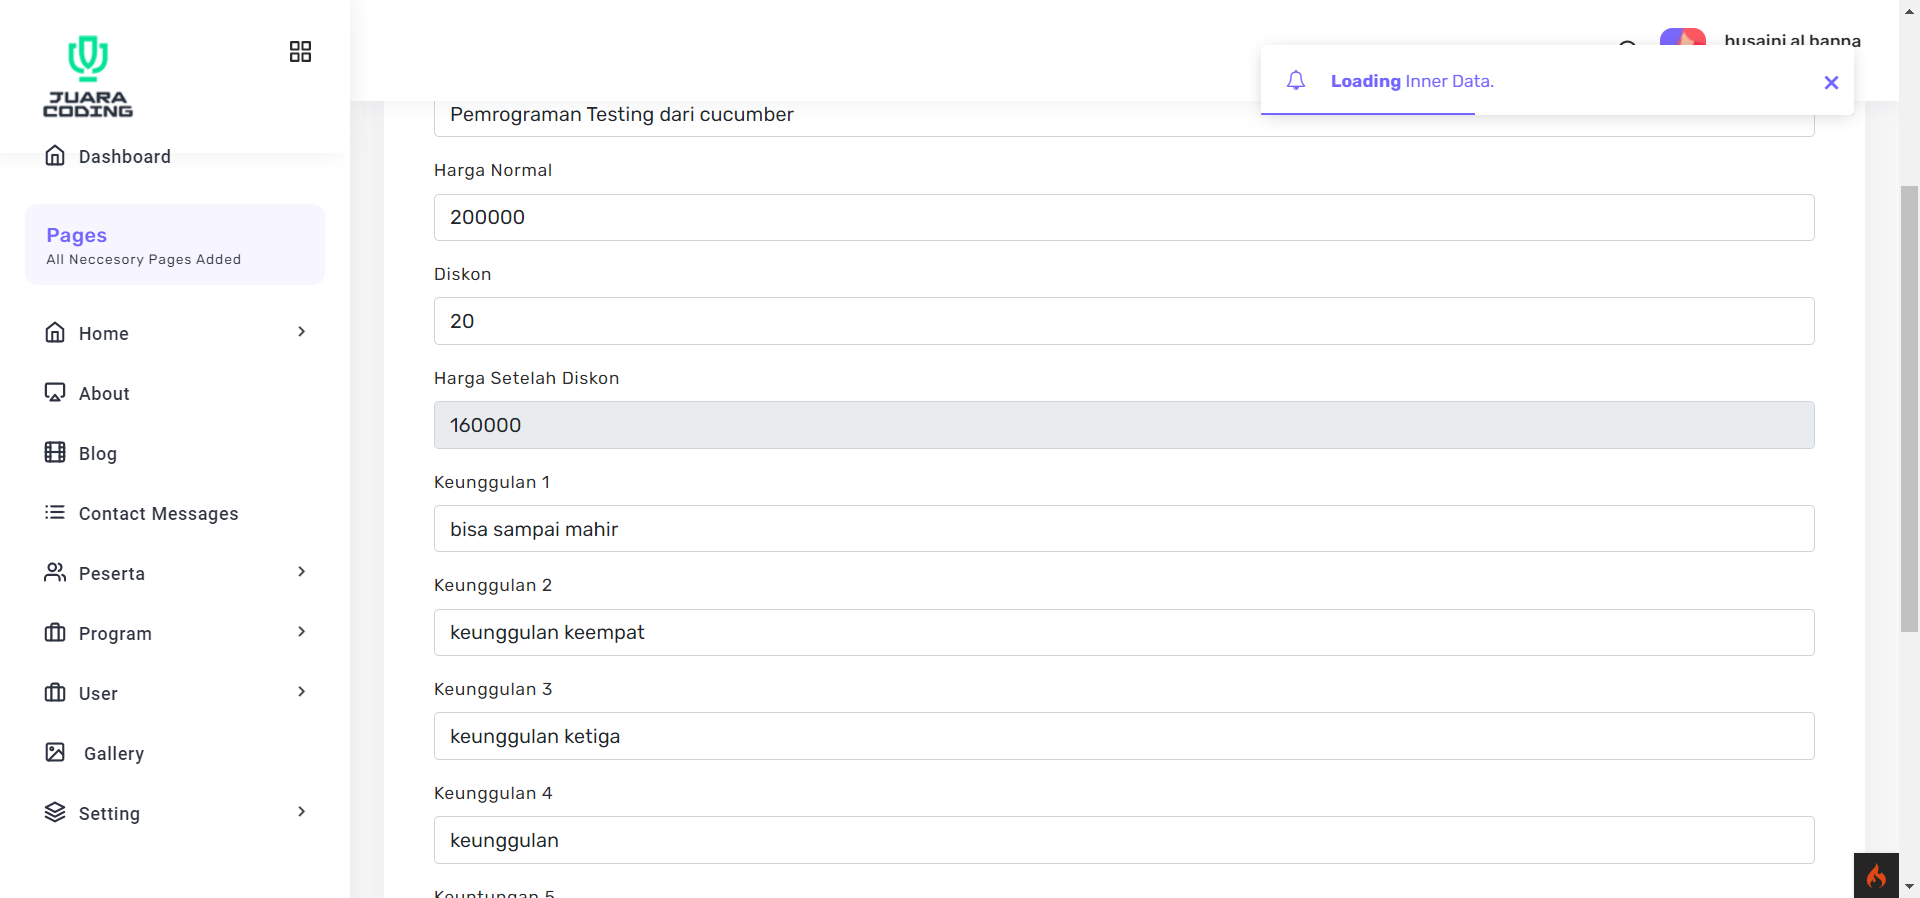 JUARA
CODING
Dashboard
Pages
All Neccesory Pages Added
Home
About
Blog
Contact Messages
Peserta
Program
User
Gallery
Setting
husaini al banna
Loading Inner Data.
Pemrograman Testing dari cucumber
Harga Normal
200000
Diskon
20
Harga Setelah Diskon
160000
Keunggulan 1
bisa sampai mahir
Keunggulan 2
keunggulan keempat
Keunggulan 3
keunggulan ketiga
Keunggulan 4
keunggulan
Keuntungan 5